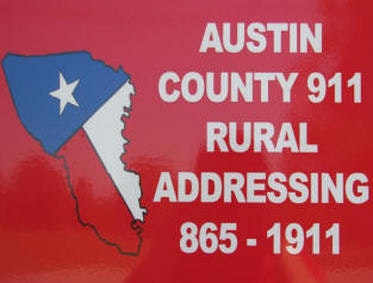 AUSTIN
COUNTY 911
RURAL
ADDRESSING
865 - 1911